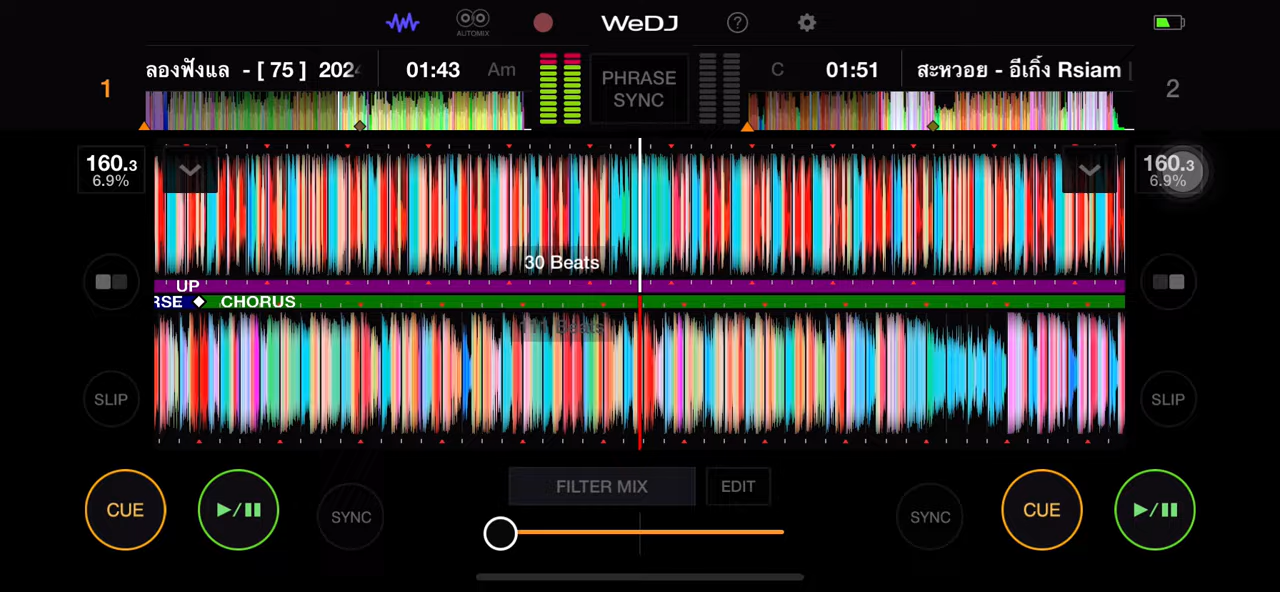 AUTOMIX
WeDJ
?
1
ลองฟังแล - [ 75 ] 202
01:43
Am
PHRASE
SYNC
C
01:51
สะหวอย - อีเกิ้ง Rsiam
2
160.3
6.9%
160.3
6.9%
30 Beats
UP
RSE
CHORUS
Beats
SLIP
SLIP
CUE
SYNC
FILTER MIX
EDIT
SYNC
CUE